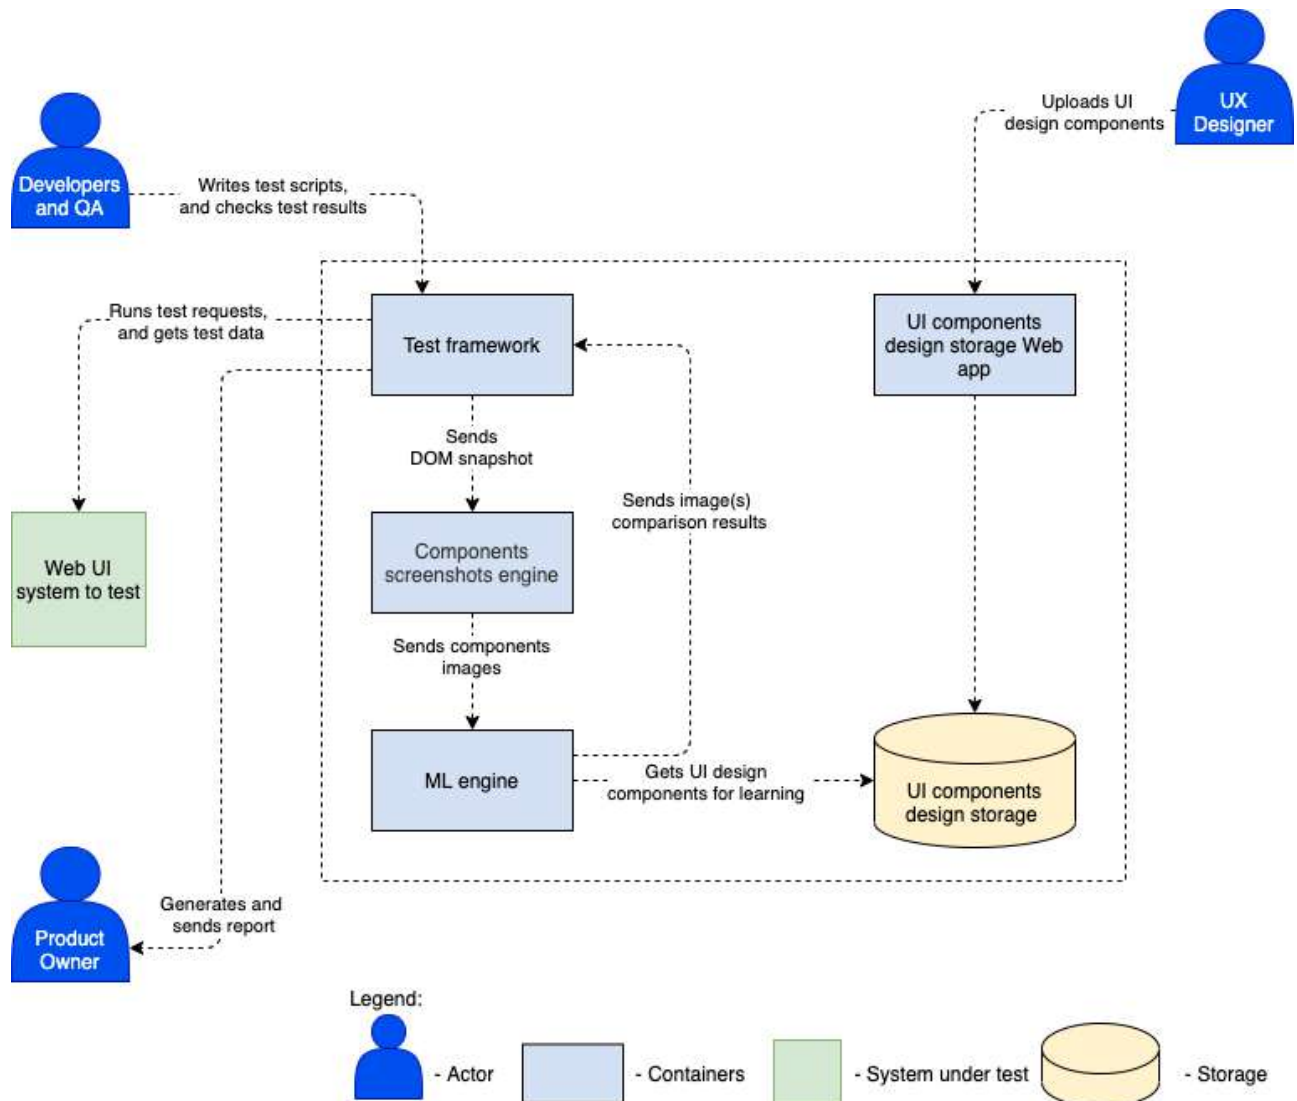 UX
Designer
Uploads UI
design components
Developers
and QA
Writes test scripts,
and checks test results
Runs test requests,
and gets test data
Test framework
UI components
design storage Web
app
Sends
DOM snapshot
Sends image(s)
comparison results
Components
screenshots engine
Web UI
system to test
Sends components
images
ML engine
Gets UI design
components for learning
UI components
design storage
Generates and
sends report
Product
Owner
Legend:
- Actor
- Containers
- System under test
- Storage